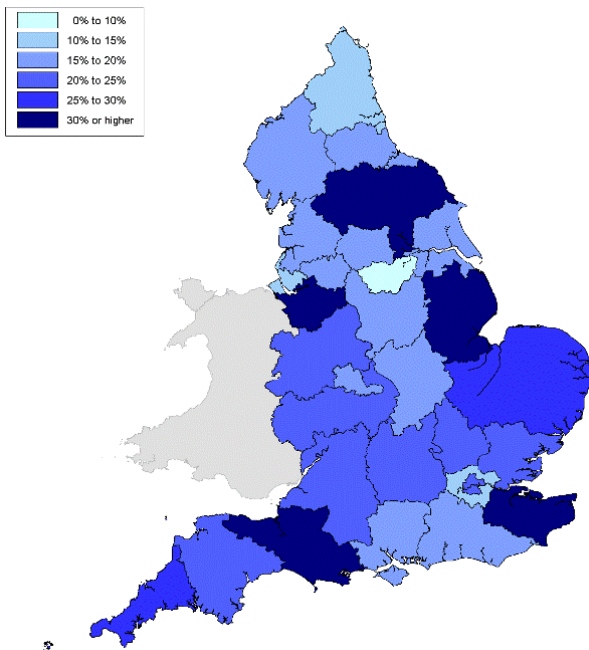 0% to 10%
10% to 15%
15% to 20%
20% to 25%
25% to 30%
30% or higher